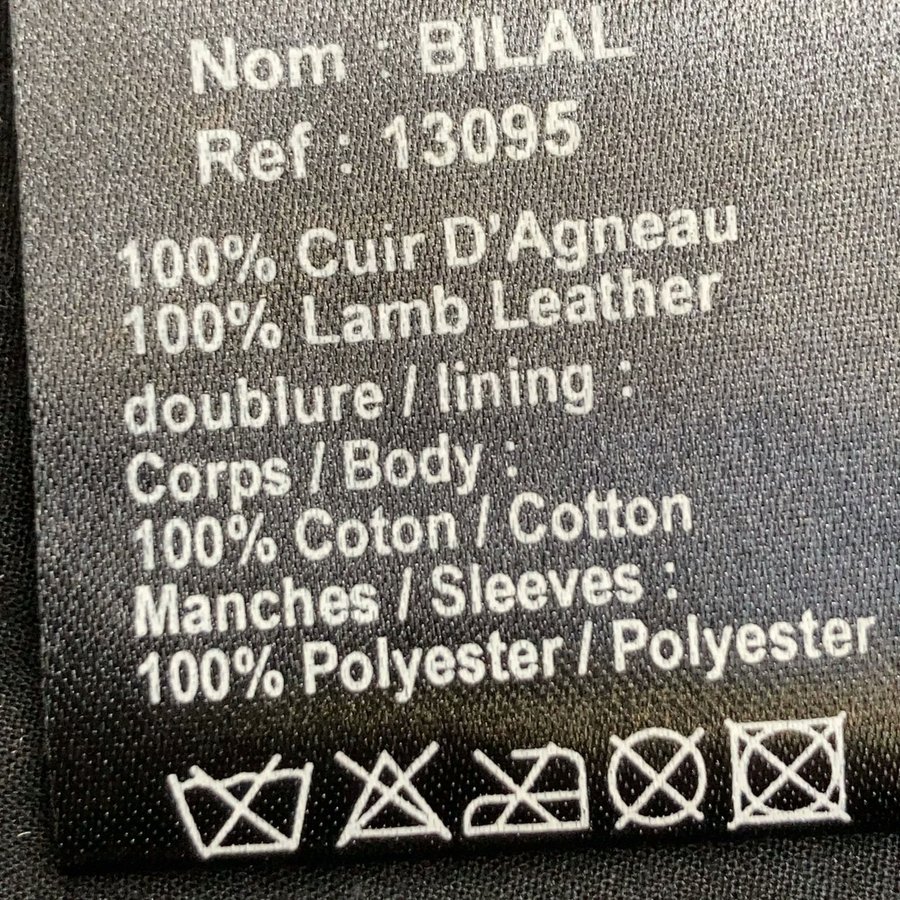 Nom : BILAL
Ref : 13095
100% Cuir D'Agneau
100% Lamb Leather
doublure / lining :
Corps / Body :
100% Coton / Cotton
Manches / Sleeves :
100% Polyester / Polyester